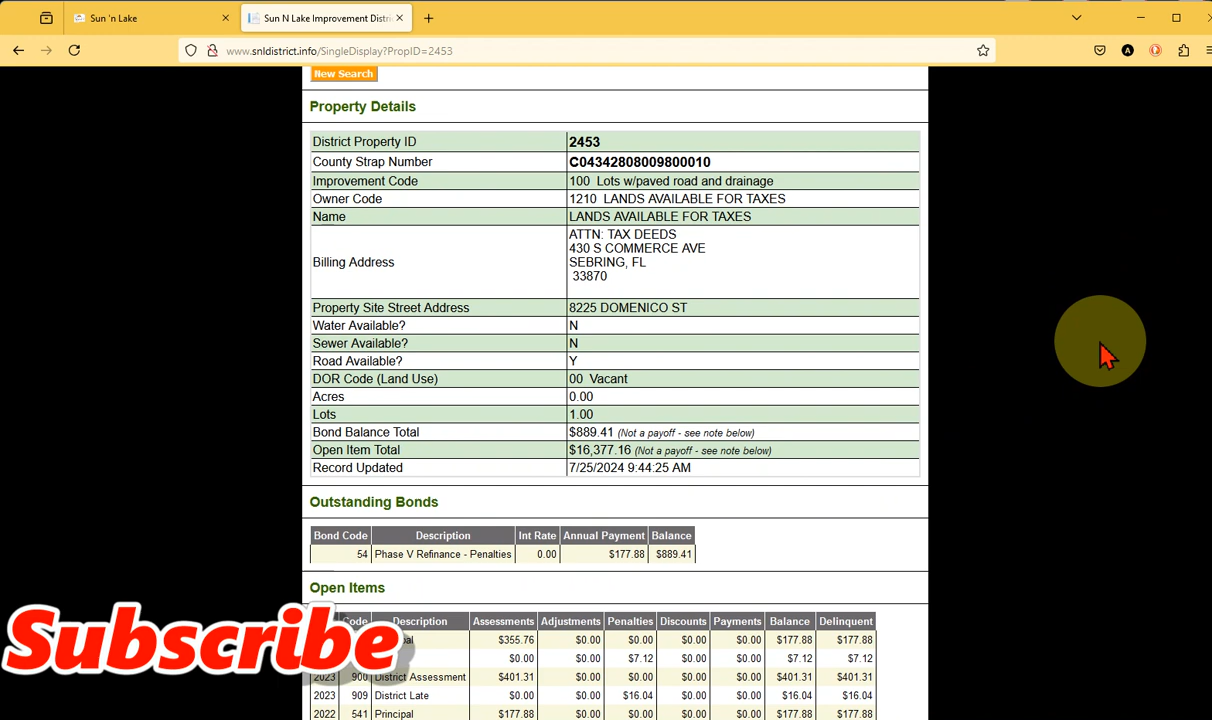 Sun 'n Lake
Sun N Lake Improvement Distri
www.snldistrict.info/SingleDisplay?PropID=2453
New Search
Property Details
District Property ID 2453
County Strap Number C04342808009800010
Improvement Code 100 Lots w/paved road and drainage
Owner Code 1210 LANDS AVAILABLE FOR TAXES
Name LANDS AVAILABLE FOR TAXES
Billing Address ATTN: TAX DEEDS
430 S COMMERCE AVE
SEBRING, FL
33870
Property Site Street Address 8225 DOMENICO ST
Water Available? N
Sewer Available? N
Road Available? Y
DOR Code (Land Use) 00 Vacant
Acres 0.00
Lots 1.00
Bond Balance Total $889.41 (Not a payoff - see note below)
Open Item Total $16,377.16 (Not a payoff - see note below)
Record Updated 7/25/2024 9:44:25 AM
Outstanding Bonds
Bond Code Description Int Rate Annual Payment Balance
54 Phase V Refinance - Penalties 0.00 $177.88 $889.41
Open Items
Code Description Assessments Adjustments Penalties Discounts Payments Balance Delinquent
$355.76 $0.00 $0.00 $0.00 $0.00 $177.88 $177.88
$0.00 $0.00 $7.12 $0.00 $0.00 $7.12 $7.12
2023 900 District Assessment $401.31 $0.00 $0.00 $0.00 $0.00 $401.31 $401.31
2023 909 District Late $0.00 $0.00 $16.04 $0.00 $0.00 $16.04 $16.04
2022 541 Principal $177.88 $0.00 $0.00 $0.00 $0.00 $177.88 $177.88
Subscribe
A